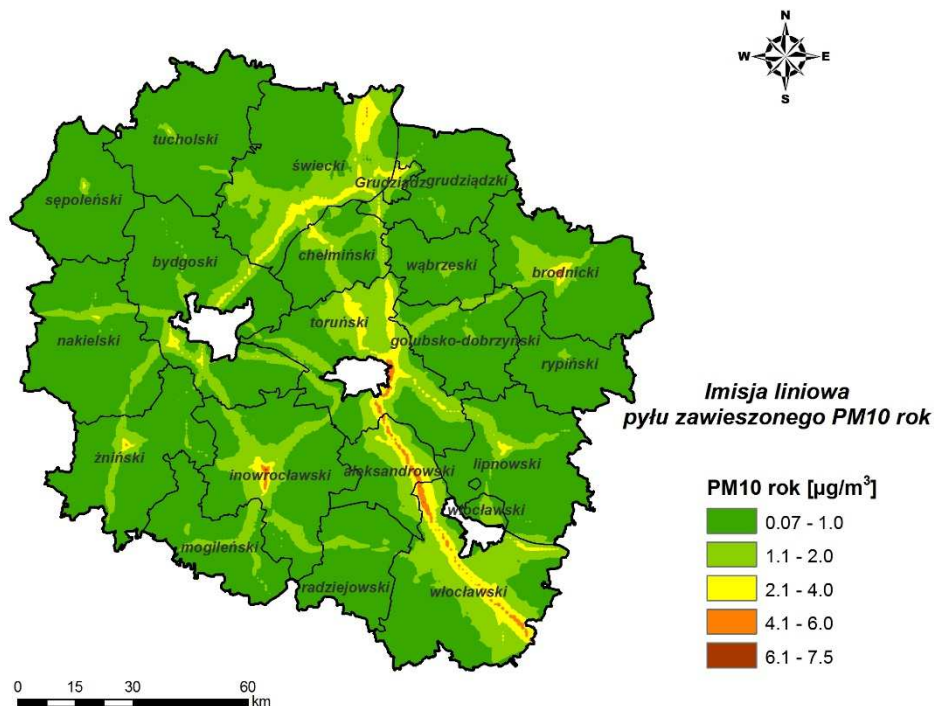 N
W E
S
tucholski
świecki
Grudziądz grudziądzki
sępoleński
bydgoski
chełmiński
wąbrzeski
brodnicki
toruński
nakielski
golubsko-dobrzyński
rypiński
Imisja liniowa
pyłu zawieszonego PM10 rok
żniński
inowrocławski
aleksandrowski
lipnowski
włocławski
mogileński
radziejowski
włocławski
PM10 rok [µg/m³]
0.07 - 1.0
1.1 - 2.0
2.1 - 4.0
4.1 - 6.0
6.1 - 7.5
0 15 30 60
km